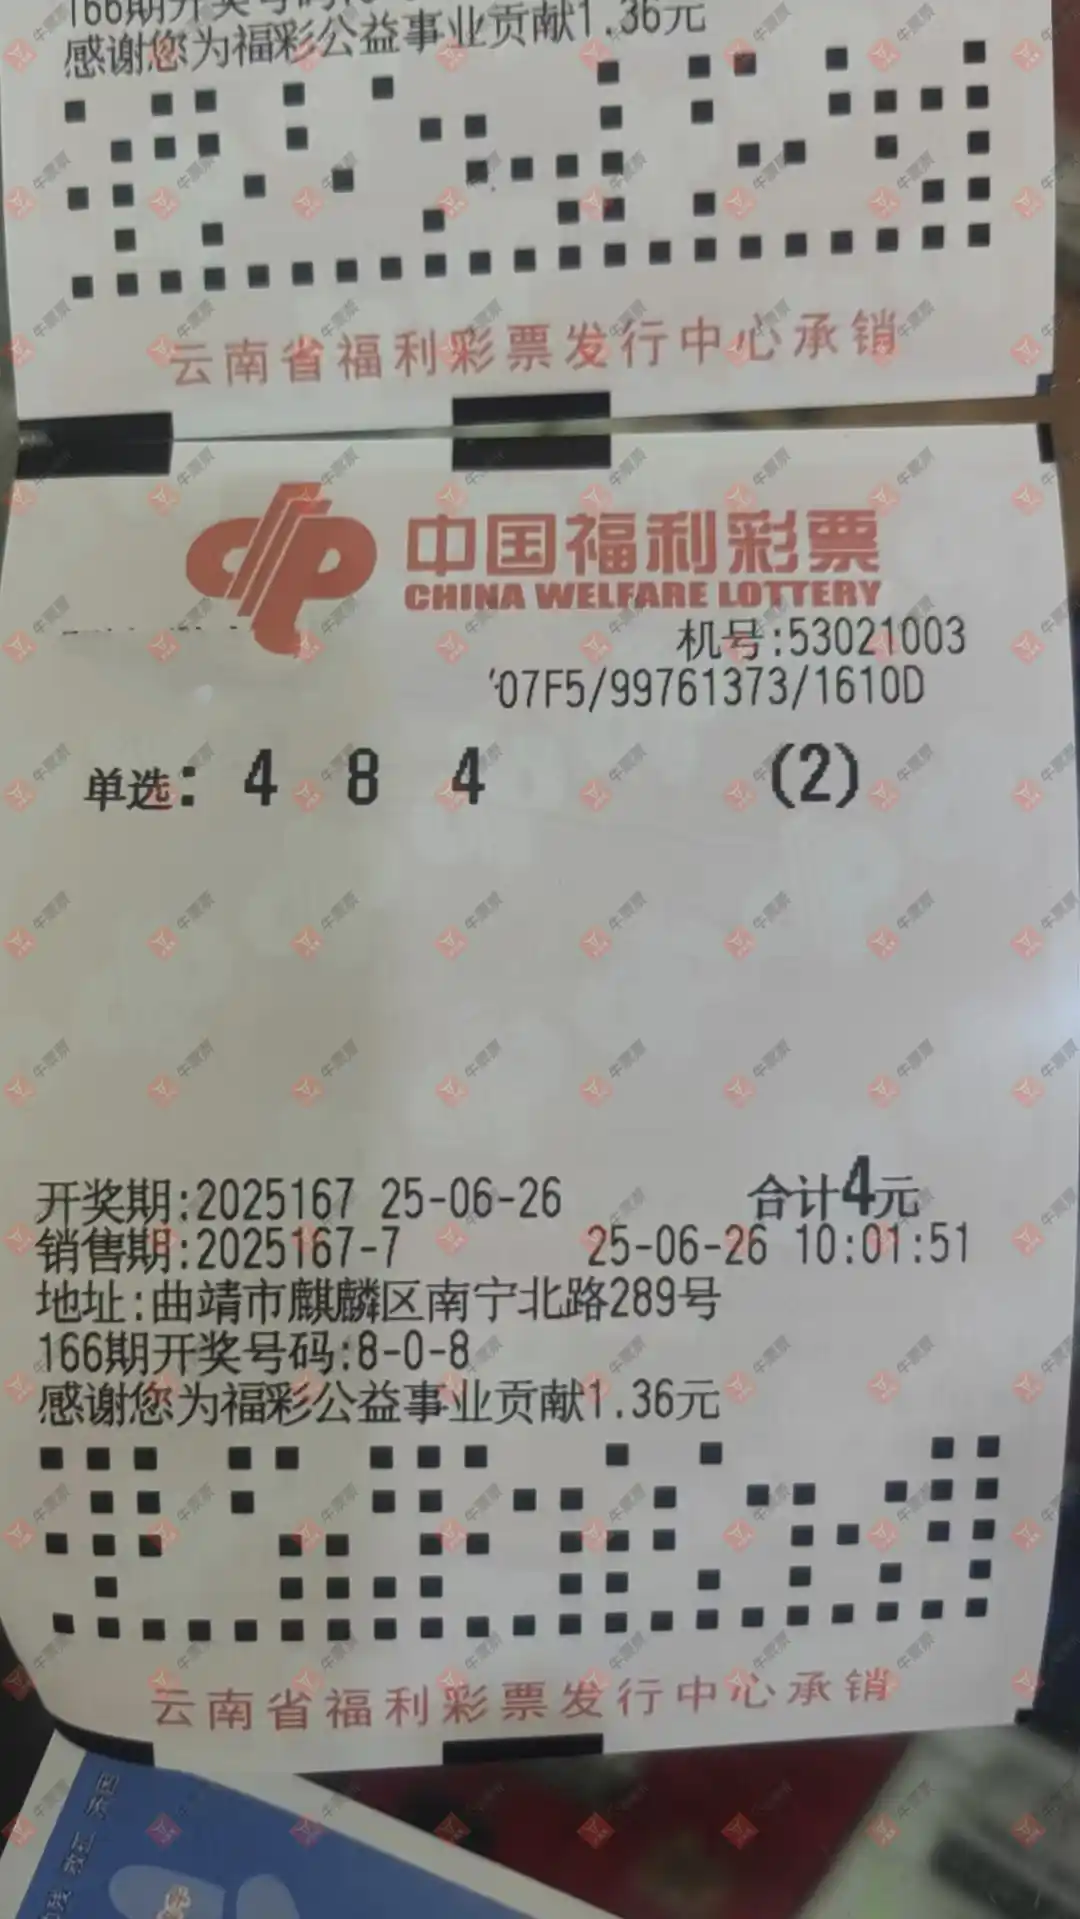 感谢您为福彩公益事业贡献1.36元
云南省福利彩票发行中心承销
中国福利彩票
CHINA WELFARE LOTTERY
机号:53021003
07F5/99761373/1610D
单选: 4 8 4 (2)
开奖期:2025167 25-06-26 合计4元
销售期:2025167-7 25-06-26 10:01:51
地址:曲靖市麒麟区南宁北路289号
166期开奖号码:8-0-8
感谢您为福彩公益事业贡献1.36元
云南省福利彩票发行中心承销